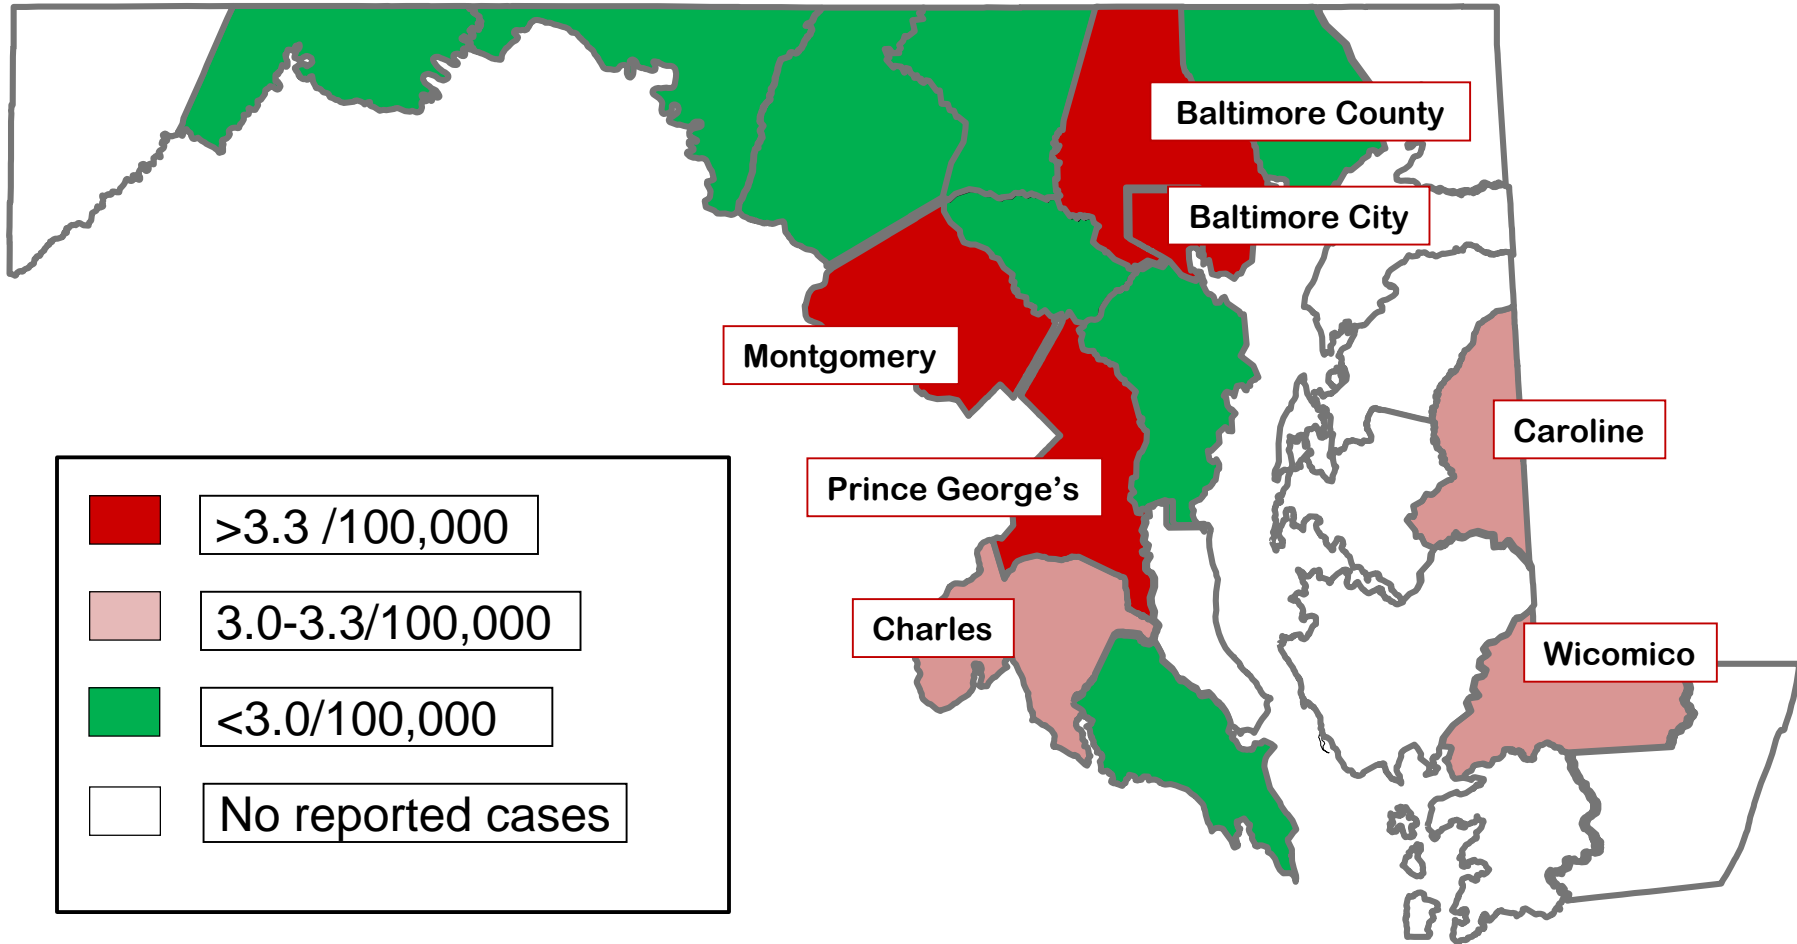 Baltimore County
Baltimore City
Montgomery
Caroline
Prince George’s
Charles
Wicomico
>3.3 /100,000
3.0-3.3/100,000
<3.0/100,000
No reported cases